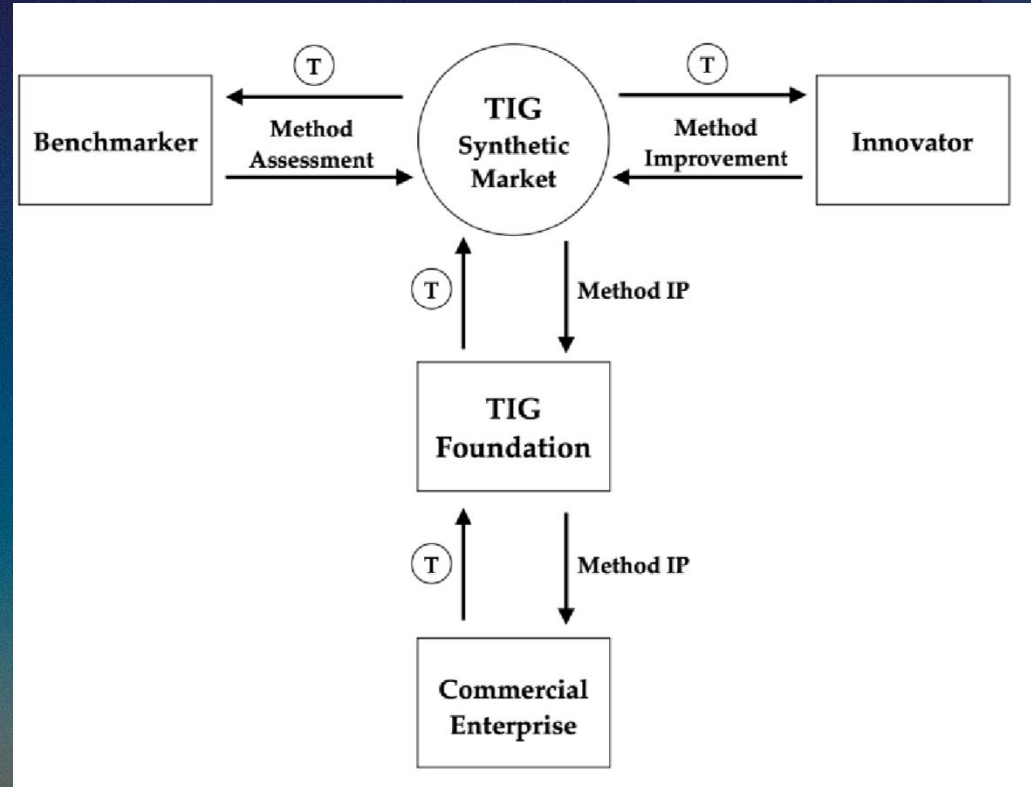 T
T
Benchmarker
Method
Assessment
TIG
Synthetic
Market
Method
Improvement
Innovator
T
Method IP
TIG
Foundation
T
Method IP
Commercial
Enterprise